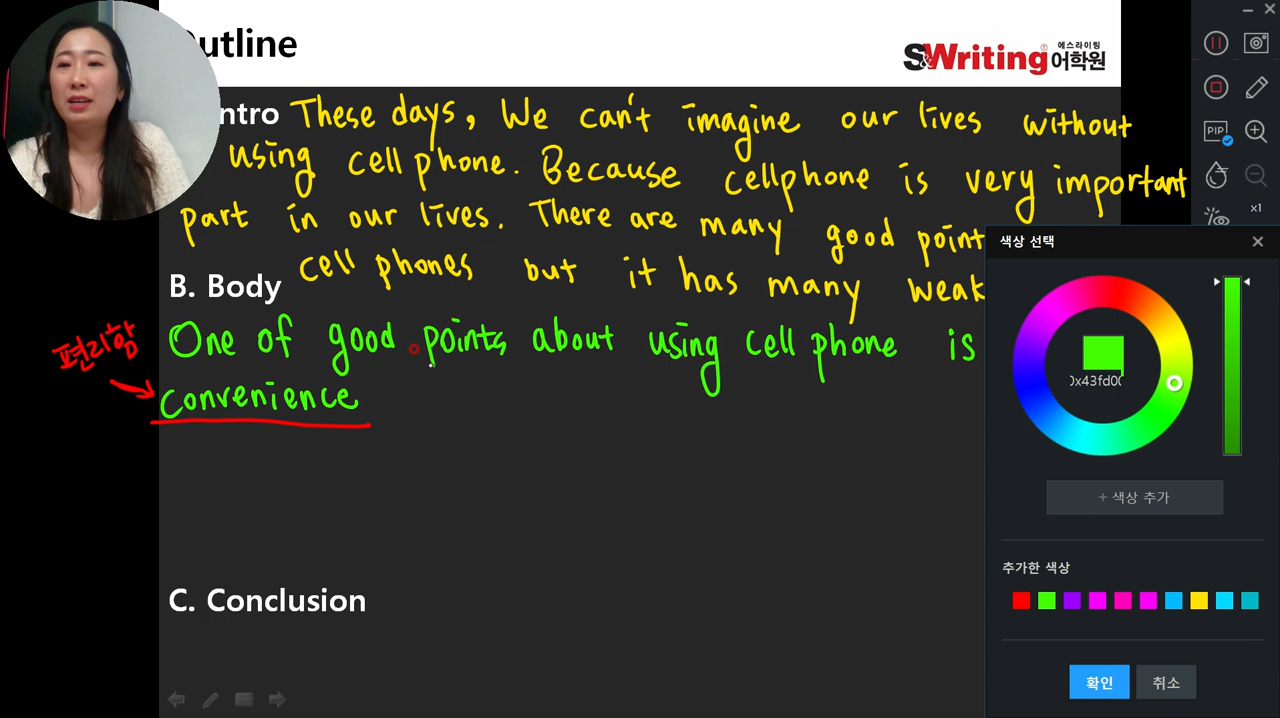 Outline
S&Writing 에스라이팅 어학원
Intro These days, We can't imagine our lives without
using cell phone. Because cellphone is very important
part in our lives. There are many good point
cell phones but it has many weak
B. Body
One of good points about using cell phone is
편리함
convenience
C. Conclusion
PIP
x1
색상 선택
0x43fd00
+ 색상 추가
추가한 색상
확인
취소